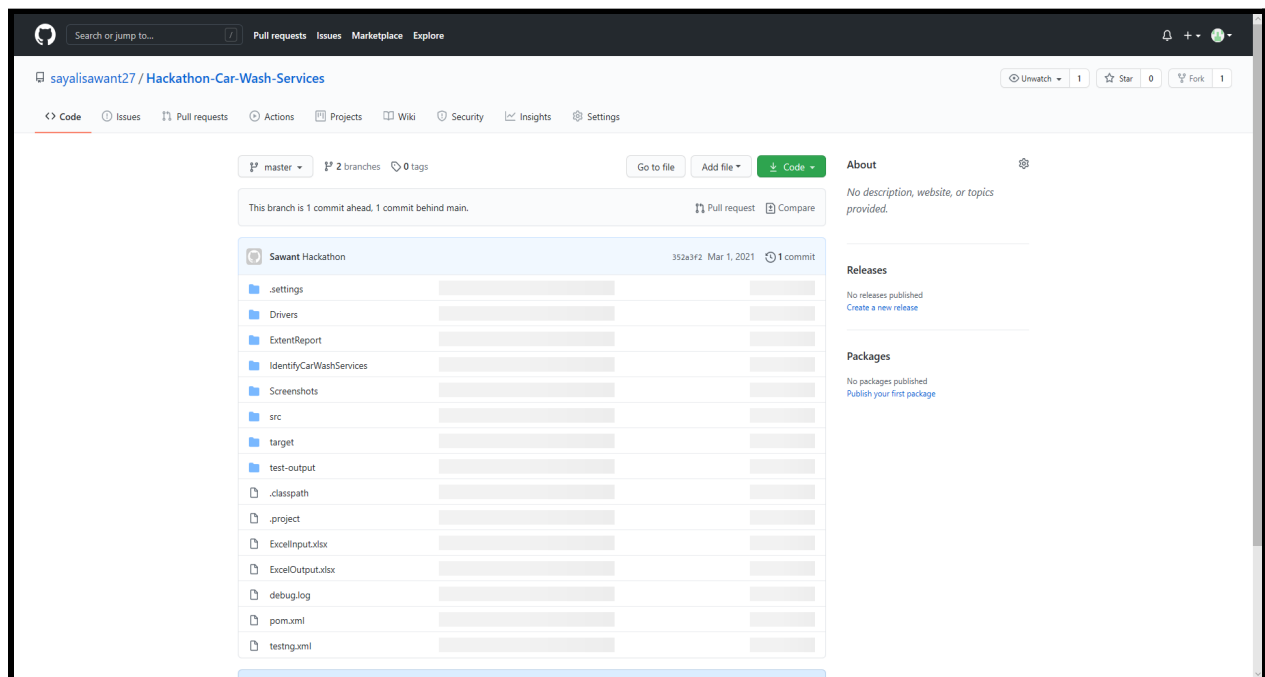 Search or jump to... / Pull requests Issues Marketplace Explore
sayalisawant27 / Hackathon-Car-Wash-Services Unwatch 1 Star 0 Fork 1
<> Code Issues Pull requests Actions Projects Wiki Security Insights Settings
master 2 branches 0 tags Go to file Add file Code
This branch is 1 commit ahead, 1 commit behind main. Pull request Compare
Sawant Hackathon 352a3f2 Mar 1, 2021 1 commit
.settings
Drivers
ExtentReport
IdentifyCarWashServices
Screenshots
src
target
test-output
.classpath
.project
ExcelInput.xlsx
ExcelOutput.xlsx
debug.log
pom.xml
testng.xml
About
No description, website, or topics
provided.
Releases
No releases published
Create a new release
Packages
No packages published
Publish your first package